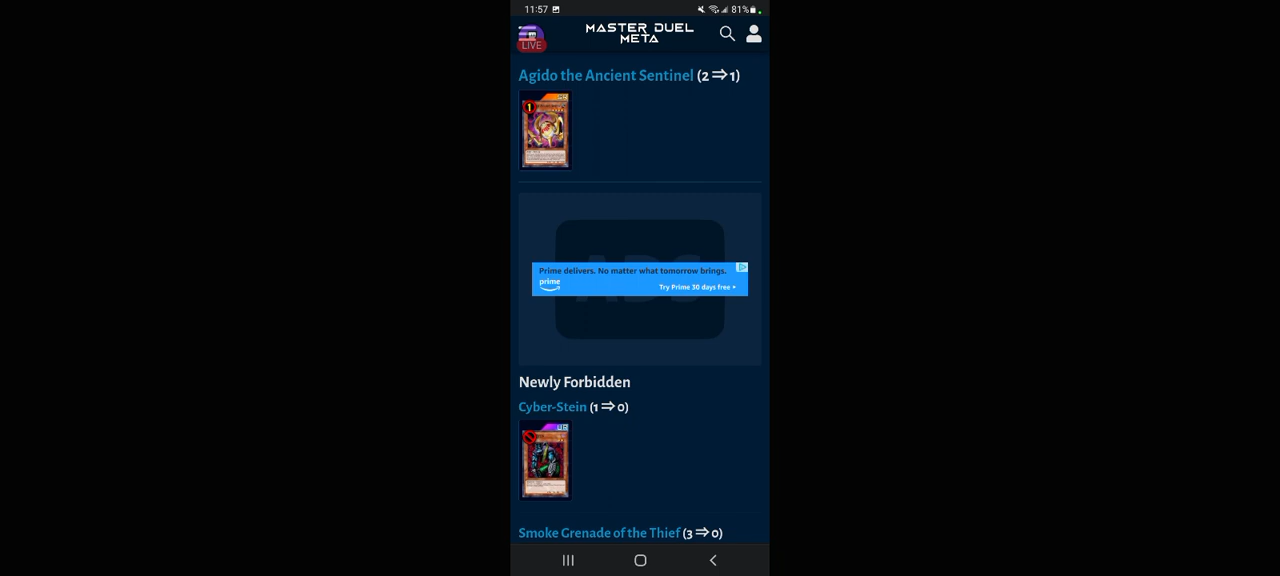 11:57
81%
LIVE
MASTER DUEL
META
Agido the Ancient Sentinel (2 ⇒ 1)
1
ADS
Prime delivers. No matter what tomorrow brings.
prime
Try Prime 30 days free ▸
Newly Forbidden
Cyber-Stein (1 ⇒ 0)
Smoke Grenade of the Thief (3 ⇒ 0)